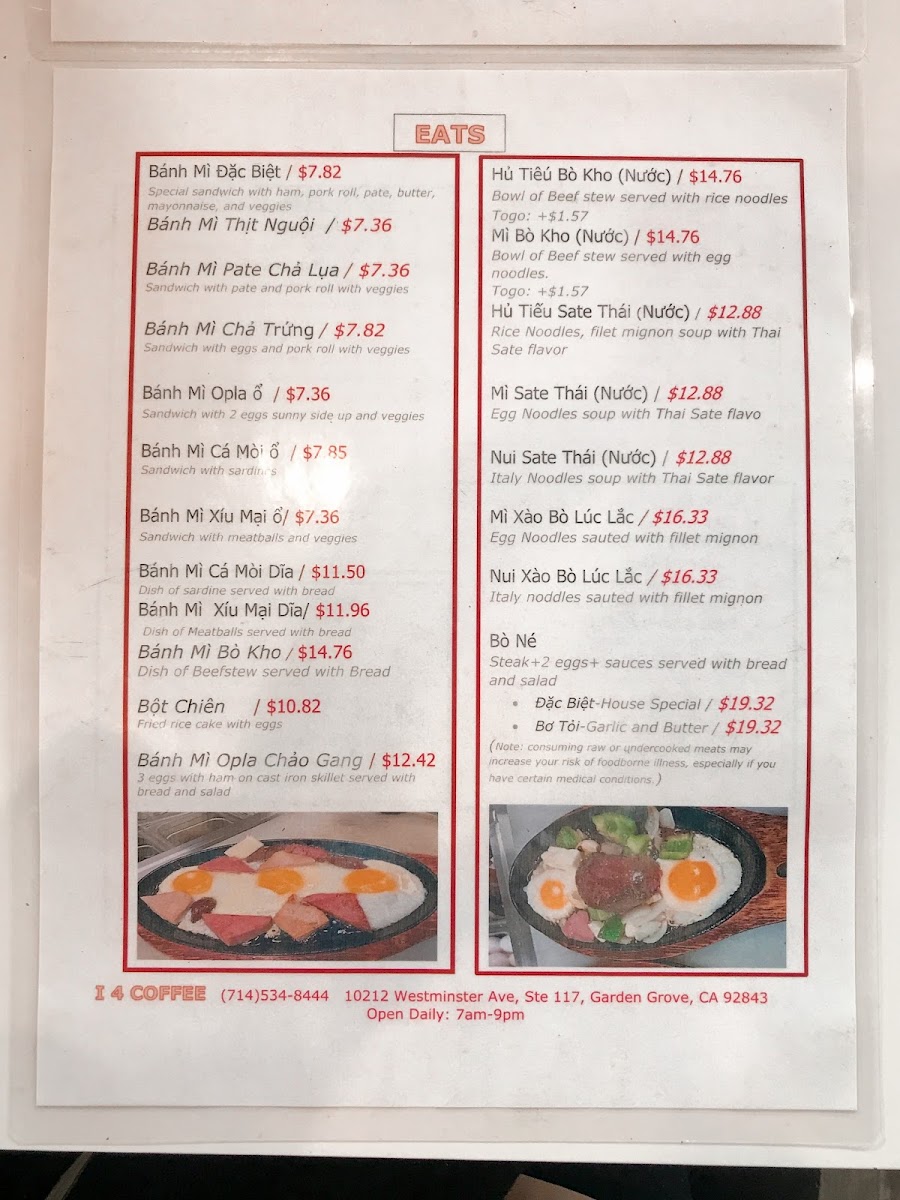 EATS
Bánh Mì Đặc Biệt / $7.82
Special sandwich with ham, pork roll, pate, butter,
mayonnaise, and veggies
Bánh Mì Thịt Nguội / $7.36
Bánh Mì Pate Chả Lụa / $7.36
Sandwich with pate and pork roll with veggies
Bánh Mì Chả Trứng / $7.82
Sandwich with eggs and pork roll with veggies
Bánh Mì Opla ổ / $7.36
Sandwich with 2 eggs sunny side up and veggies
Bánh Mì Cá Mòi ổ / $7.85
Sandwich with sardines
Bánh Mì Xíu Mại ổ/ $7.36
Sandwich with meatballs and veggies
Bánh Mì Cá Mòi Dĩa / $11.50
Dish of sardine served with bread
Bánh Mì Xíu Mại Dĩa/ $11.96
Dish of Meatballs served with bread
Bánh Mì Bò Kho / $14.76
Dish of Beefstew served with Bread
Bột Chiên / $10.82
Fried rice cake with eggs
Bánh Mì Opla Chảo Gang / $12.42
3 eggs with ham on cast iron skillet served with
bread and salad
Hủ Tiếu Bò Kho (Nước) / $14.76
Bowl of Beef stew served with rice noodles
Togo: +$1.57
Mì Bò Kho (Nước) / $14.76
Bowl of Beef stew served with egg
noodles.
Togo: +$1.57
Hủ Tiếu Sate Thái (Nước) / $12.88
Rice Noodles, filet mignon soup with Thai
Sate flavor
Mì Sate Thái (Nước) / $12.88
Egg Noodles soup with Thai Sate flavo
Nui Sate Thái (Nước) / $12.88
Italy Noodles soup with Thai Sate flavor
Mì Xào Bò Lúc Lắc / $16.33
Egg Noodles sauted with fillet mignon
Nui Xào Bò Lúc Lắc / $16.33
Italy noddles sauted with fillet mignon
Bò Né
Steak+2 eggs+ sauces served with bread
and salad
• Đặc Biệt-House Special / $19.32
• Bơ Tỏi-Garlic and Butter / $19.32
(Note: consuming raw or undercooked meats may
increase your risk of foodborne illness, especially if you
have certain medical conditions.)
I 4 COFFEE (714)534-8444 10212 Westminster Ave, Ste 117, Garden Grove, CA 92843
Open Daily: 7am-9pm